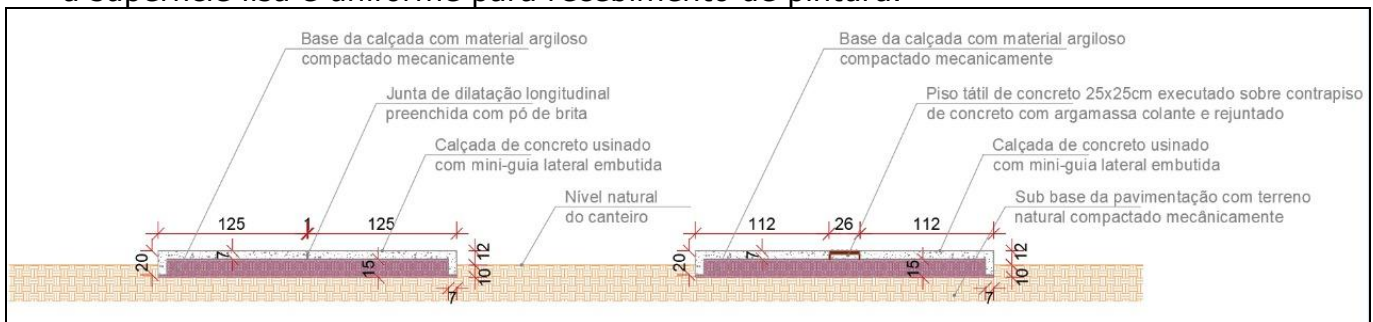 a superfície lisa e uniforme para recebimento de pintura.
Base da calçada com material argiloso
compactado mecanicamente
Junta de dilatação longitudinal
preenchida com pó de brita
Calçada de concreto usinado
com mini-guia lateral embutida
Nível natural
do canteiro
125
1
125
20
7
15
12
10
7
Base da calçada com material argiloso
compactado mecanicamente
Piso tátil de concreto 25x25cm executado sobre contrapiso
de concreto com argamassa colante e rejuntado
Calçada de concreto usinado
com mini-guia lateral embutida
Sub base da pavimentação com terreno
natural compactado mecânicamente
112
26
112
20
7
15
12
10
7